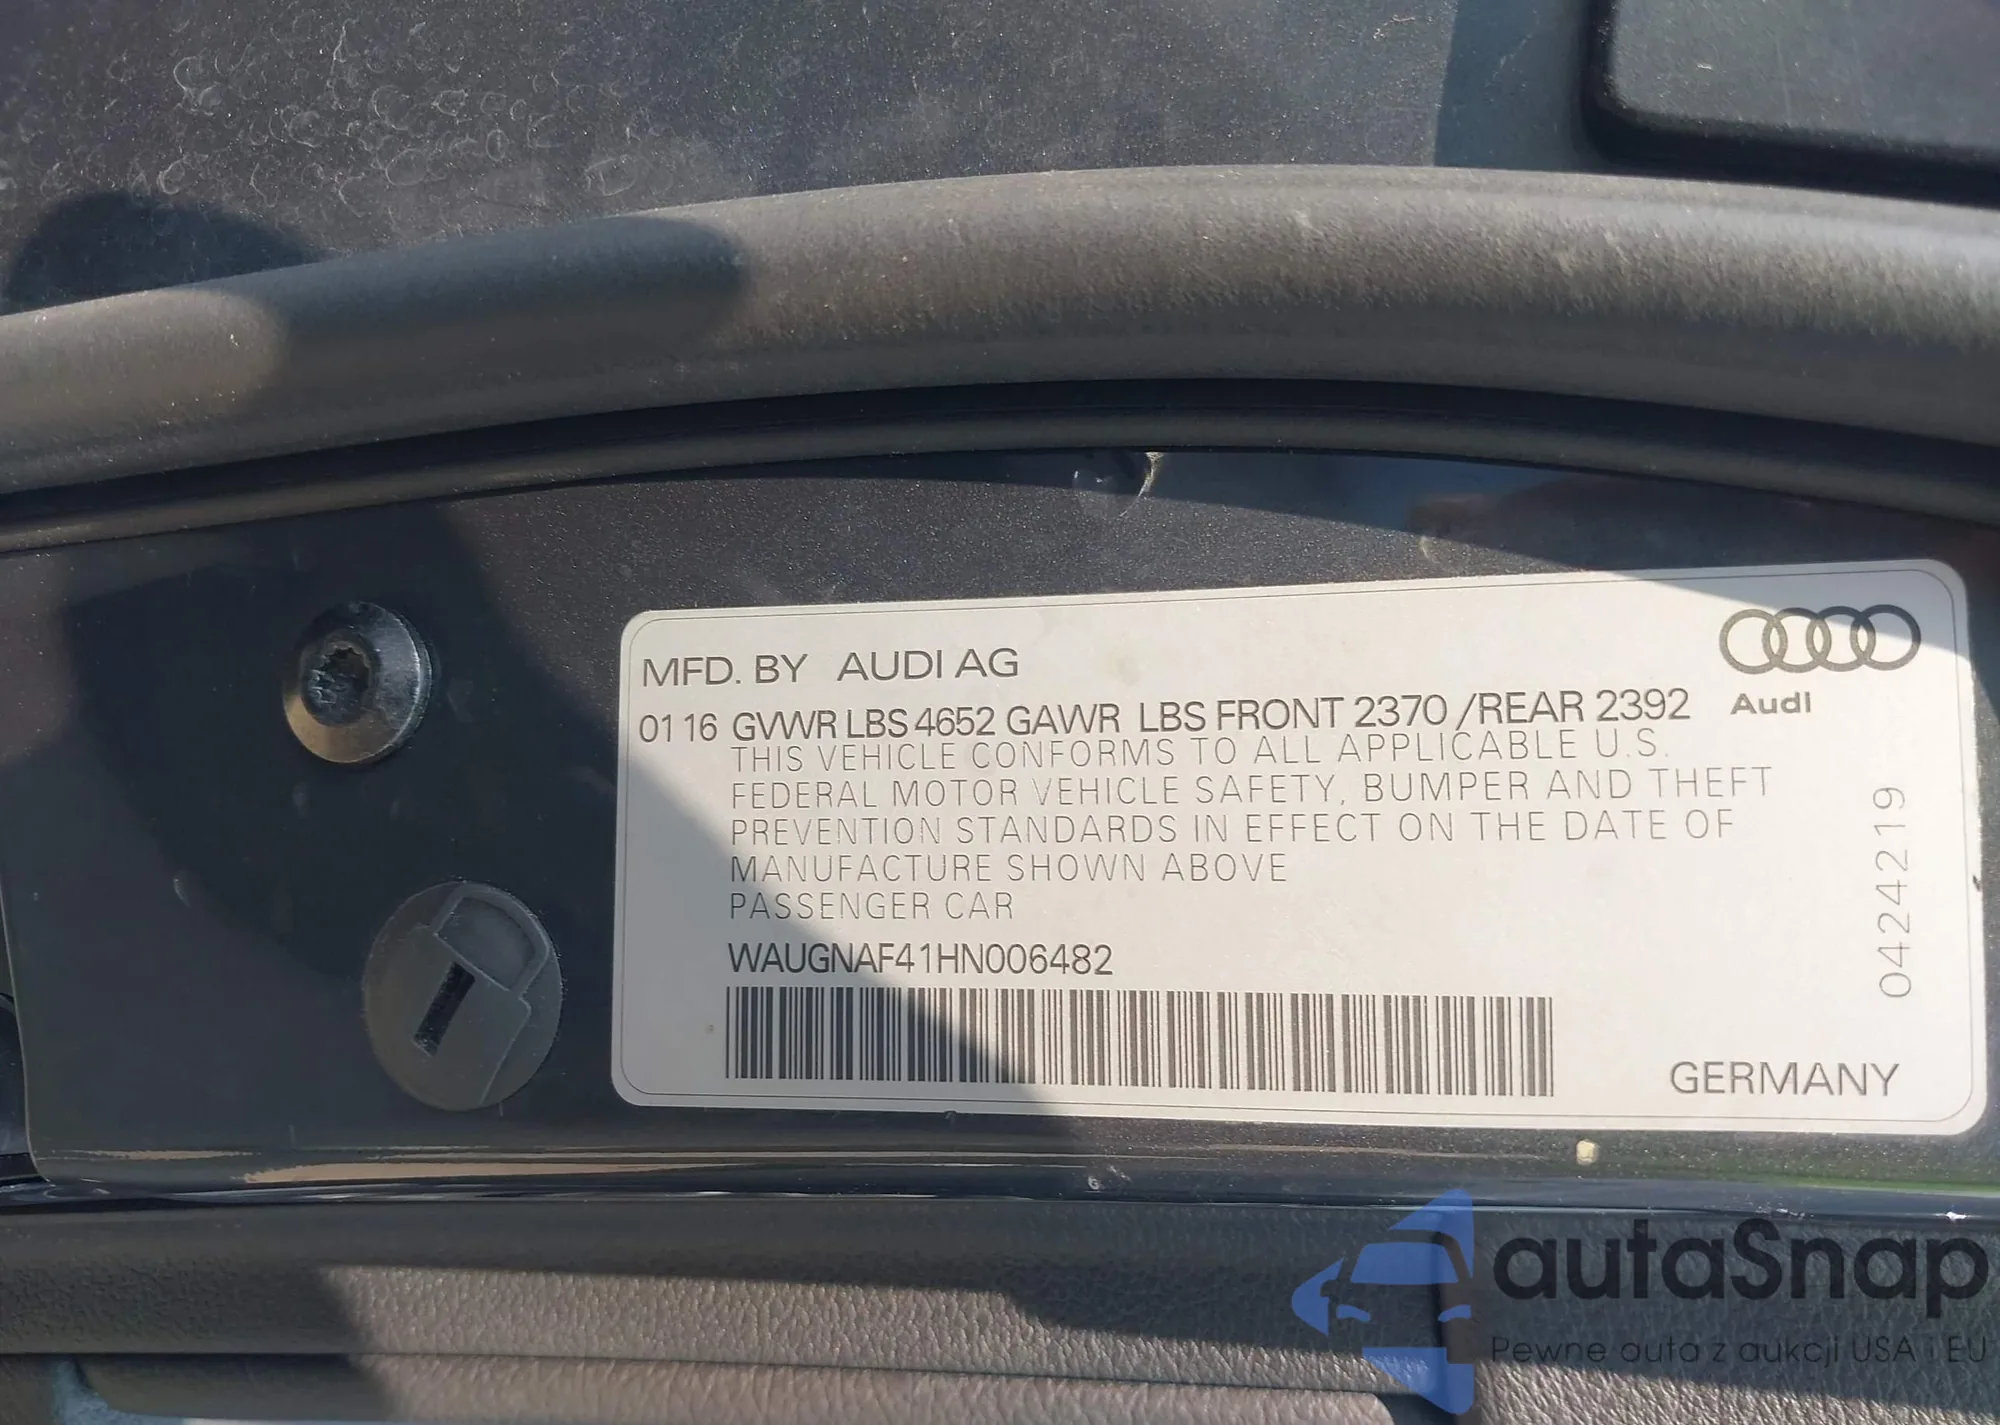 MFD. BY AUDI AG
Audi
01 16 GVWR LBS 4652 GAWR LBS FRONT 2370 /REAR 2392
THIS VEHICLE CONFORMS TO ALL APPLICABLE U.S.
FEDERAL MOTOR VEHICLE SAFETY, BUMPER AND THEFT
PREVENTION STANDARDS IN EFFECT ON THE DATE OF
MANUFACTURE SHOWN ABOVE
PASSENGER CAR
WAUGNAF41HN006482
0424219
GERMANY
autaSnap
Pewne auta z aukcji USA i EU